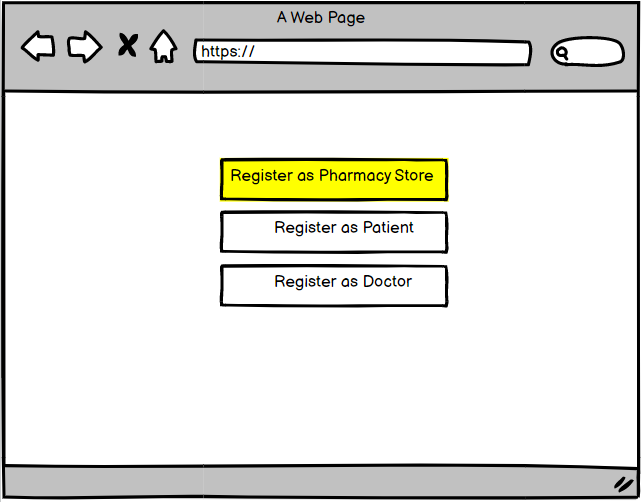 A Web Page
https://
Register as Pharmacy Store
Register as Patient
Register as Doctor